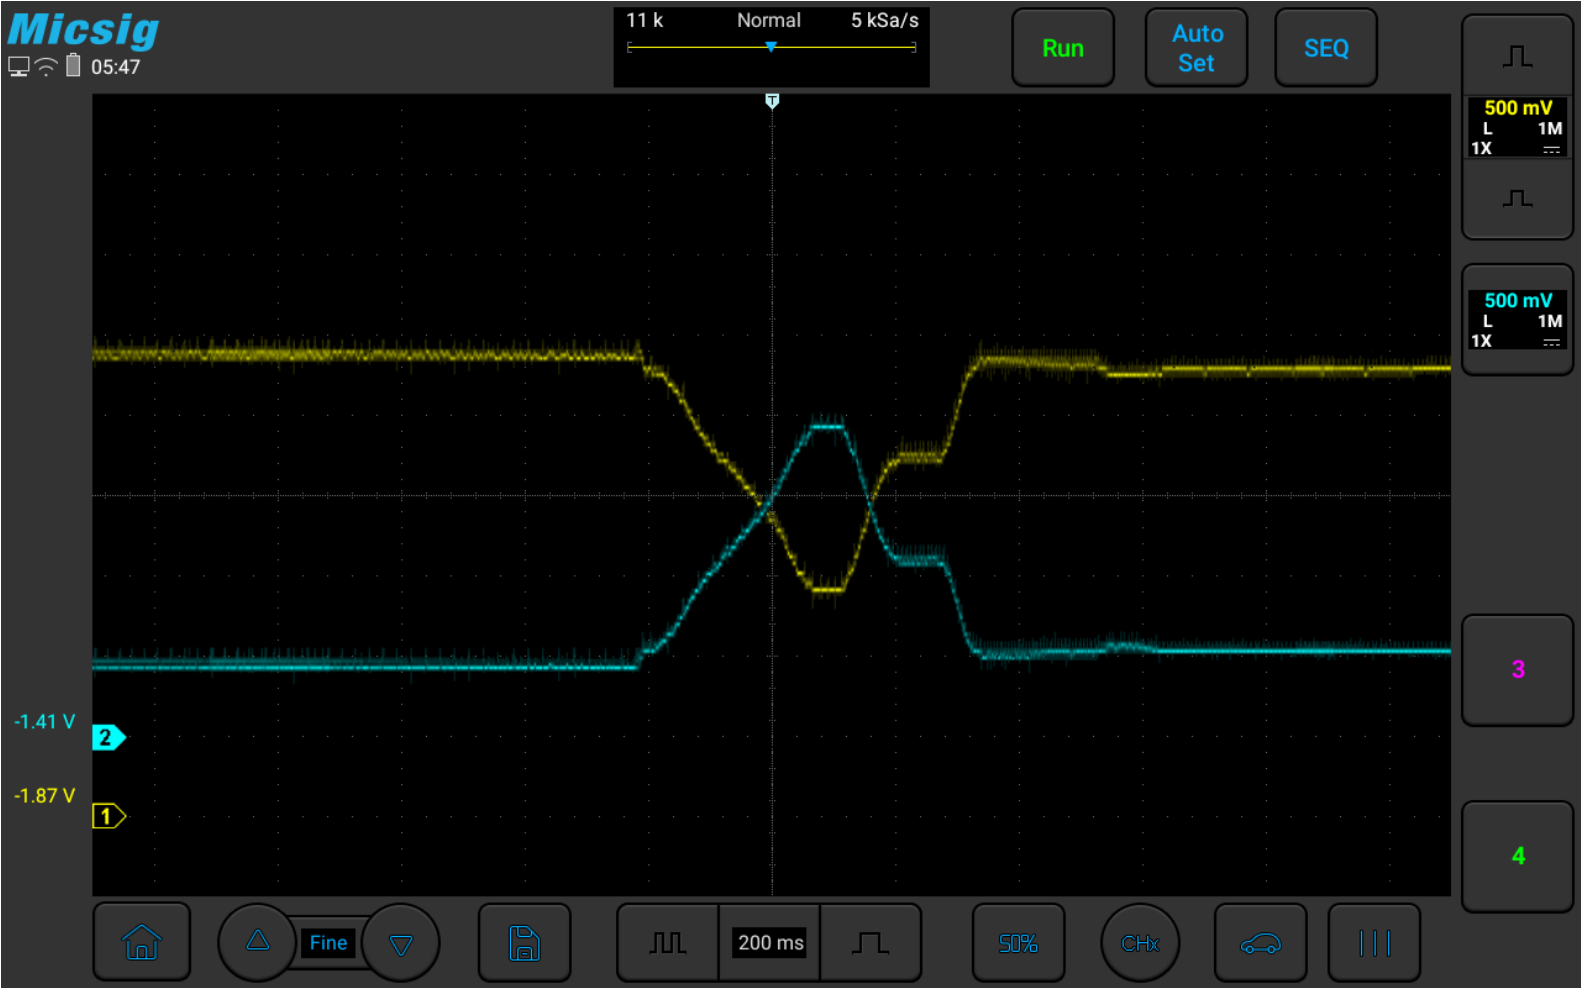 Micsig
05:47
11 k Normal 5 kSa/s
Run
Auto
Set
SEQ
T
500 mV
L 1M
1X
500 mV
L 1M
1X
-1.41 V
2
-1.87 V
1
3
4
Fine
200 ms
50%
CHx